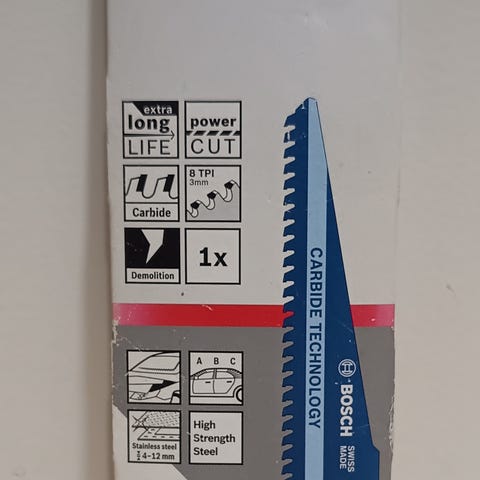 extra
long
LIFE
power
CUT
Carbide
8 TPI
3mm
Demolition
1x
CARBIDE TECHNOLOGY
BOSCH
SWISS
MADE
A B C
Stainless steel
4-12 mm
High
Strength
Steel